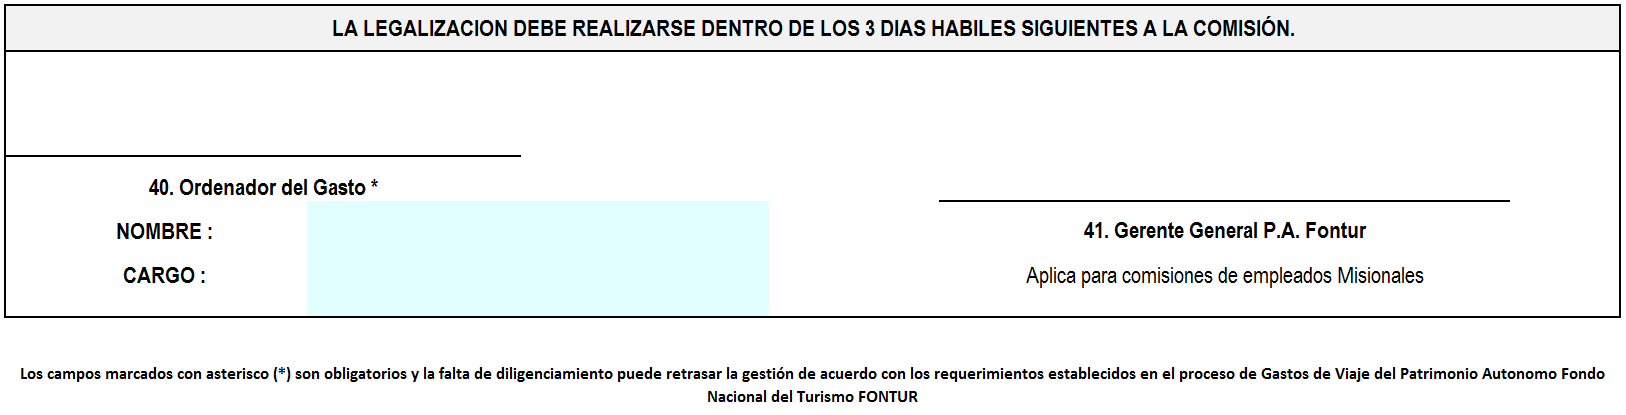 LA LEGALIZACION DEBE REALIZARSE DENTRO DE LOS 3 DIAS HABILES SIGUIENTES A LA COMISIÓN.
40. Ordenador del Gasto *
NOMBRE :
CARGO :
41. Gerente General P.A. Fontur
Aplica para comisiones de empleados Misionales
Los campos marcados con asterisco (*) son obligatorios y la falta de diligenciamiento puede retrasar la gestión de acuerdo con los requerimientos establecidos en el proceso de Gastos de Viaje del Patrimonio Autonomo Fondo
Nacional del Turismo FONTUR